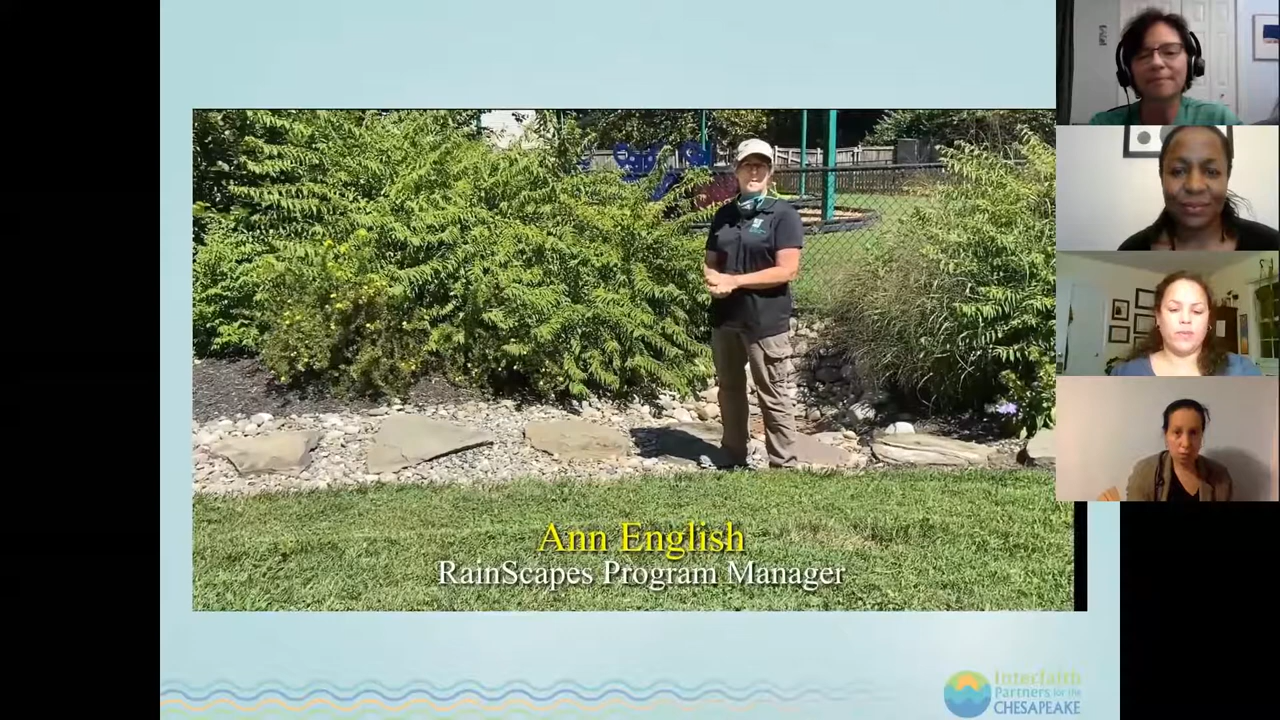 Ann English
RainScapes Program Manager
Interfaith
Partners for the
CHESAPEAKE